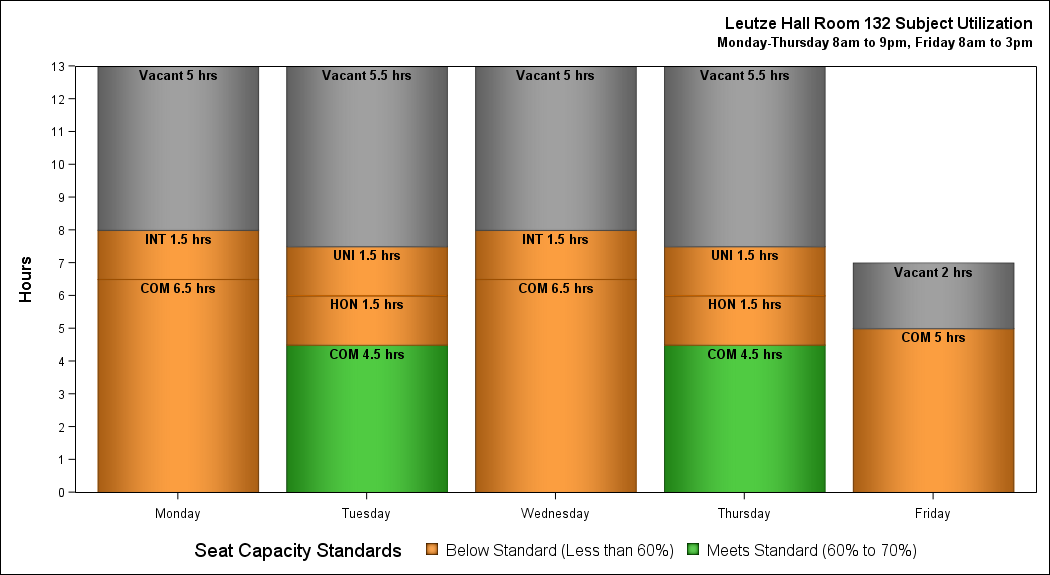 Leutze Hall Room 132 Subject Utilization
Monday-Thursday 8am to 9pm, Friday 8am to 3pm
Hours
13
12
11
10
9
8
7
6
5
4
3
2
1
0
Vacant 5 hrs
INT 1.5 hrs
COM 6.5 hrs
Vacant 5.5 hrs
UNI 1.5 hrs
HON 1.5 hrs
COM 4.5 hrs
Vacant 5 hrs
INT 1.5 hrs
COM 6.5 hrs
Vacant 5.5 hrs
UNI 1.5 hrs
HON 1.5 hrs
COM 4.5 hrs
Vacant 2 hrs
COM 5 hrs
Monday Tuesday Wednesday Thursday Friday
Seat Capacity Standards Below Standard (Less than 60%) Meets Standard (60% to 70%)